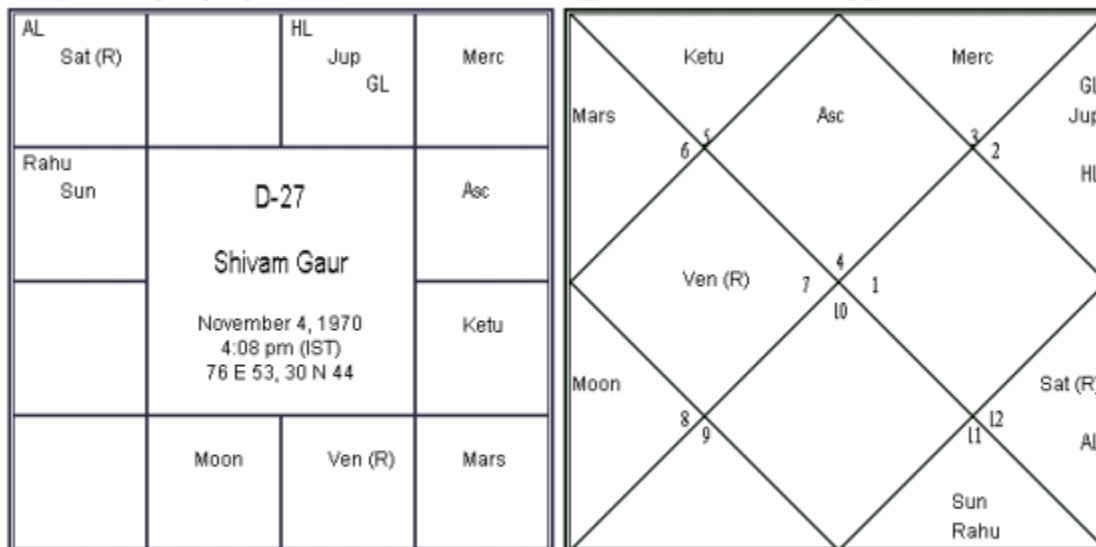 AL
Sat (R)
HL
Jup
GL
Merc
Rahu
Sun
D-27
Asc
Shivam Gaur
November 4, 1970
4:08 pm (IST)
76 E 53, 30 N 44
Ketu
Moon
Ven (R)
Mars
Ketu
Merc
GL
Mars
Asc
Jup
5
3
6
2
HL
4
Ven (R)
7
1
10
Moon
Sat (R)
8
12
9
11
AL
Sun
Rahu